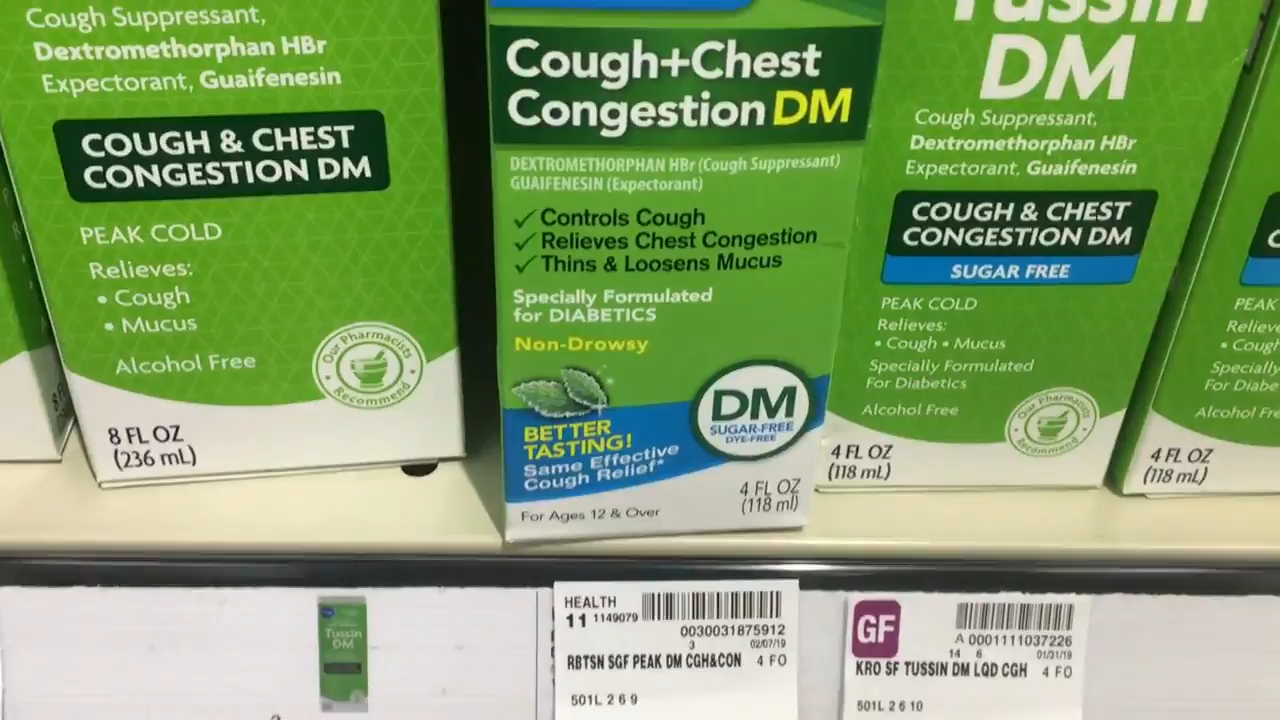 Cough Suppressant,
Dextromethorphan HBr
Expectorant, Guaifenesin
COUGH & CHEST
CONGESTION DM
PEAK COLD
Relieves:
• Cough
• Mucus
Alcohol Free
Our Pharmacists
Recommend
8 FL OZ
(236 mL)
Cough+Chest
Congestion DM
DEXTROMETHORPHAN HBr (Cough Suppressant)
GUAIFENESIN (Expectorant)
✓ Controls Cough
✓ Relieves Chest Congestion
✓ Thins & Loosens Mucus
Specially Formulated
for DIABETICS
Non-Drowsy
DM
SUGAR-FREE
DYE-FREE
BETTER
TASTING!
Same Effective
Cough Relief*
4 FL OZ
(118 ml)
For Ages 12 & Over
Tussin
DM
Cough Suppressant,
Dextromethorphan HBr
Expectorant, Guaifenesin
COUGH & CHEST
CONGESTION DM
SUGAR FREE
PEAK COLD
Relieves:
• Cough • Mucus
Specially Formulated
For Diabetics
Alcohol Free
Our Pharmacists
Recommend
4 FL OZ
(118 mL)
PEAK
• Cough
Specially
Alcohol
4 FL OZ
(118 mL)
Tussin
DM
HEALTH
11 1149079
0030031875912
3 02/07/19
RBTSN SGF PEAK DM CGH&CON 4 FO
501L 2 6 9
GF
A 0001111037226
14 6 01/31/19
KRO SF TUSSIN DM LQD CGH 4 FO
501L 2 6 10